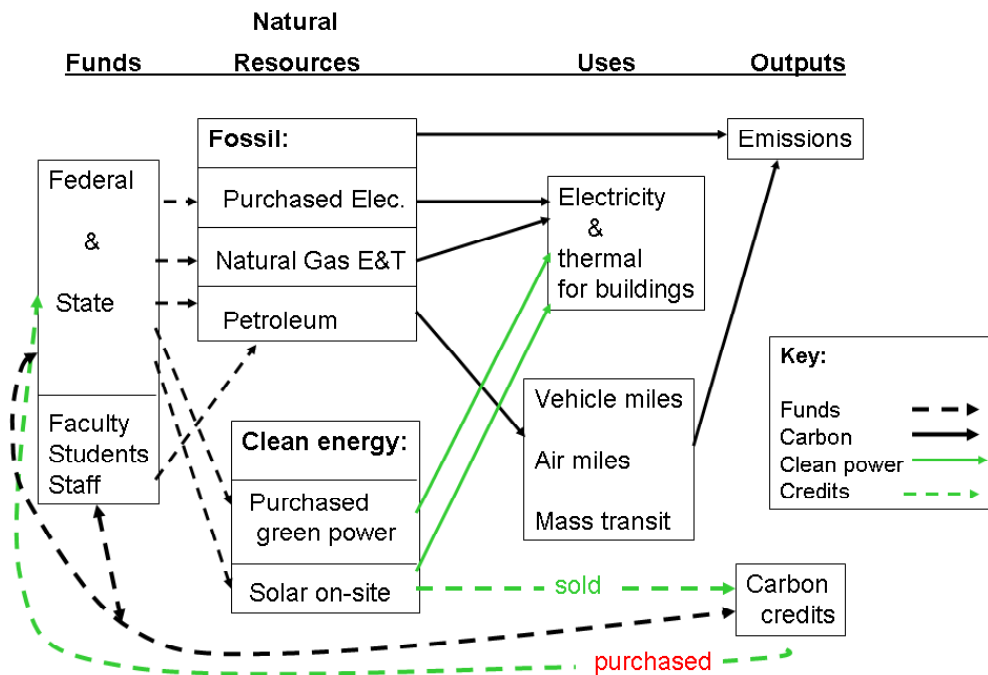 Natural
Funds Resources Uses Outputs
Fossil:
Purchased Elec.
Natural Gas E&T
Petroleum
Federal
&
State
Faculty
Students
Staff
Clean energy:
Purchased
green power
Solar on-site
Electricity
&
thermal
for buildings
Vehicle miles
Air miles
Mass transit
Emissions
Key:
Funds
Carbon
Clean power
Credits
sold
Carbon
credits
purchased